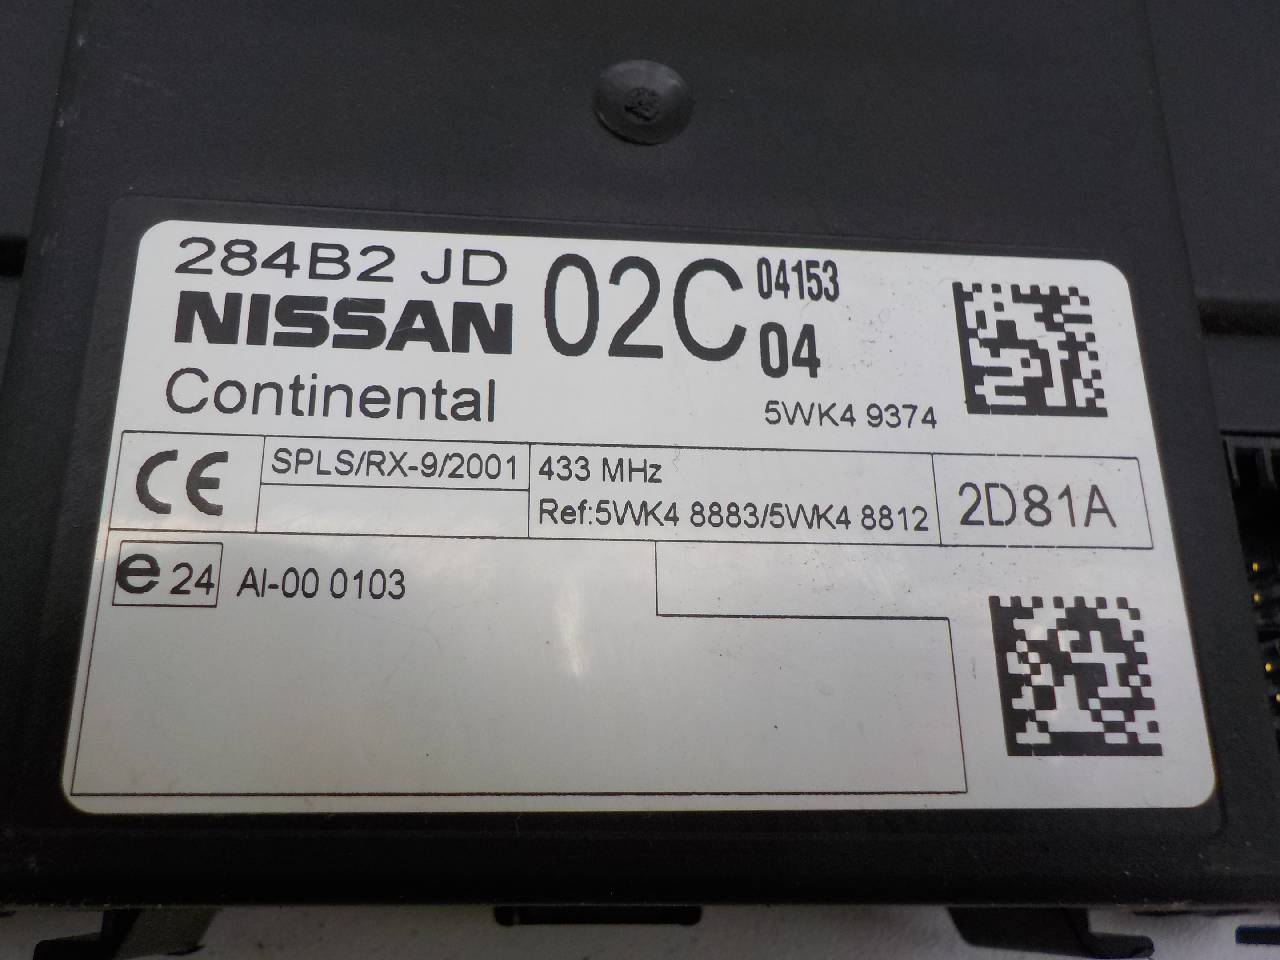 284B2 JD 02C 04153
NISSAN 04
Continental 5WK4 9374
CE SPLS/RX-9/2001 433 MHz
Ref:5WK4 8883/5WK4 8812 2D81A
e24 AI-00 0103